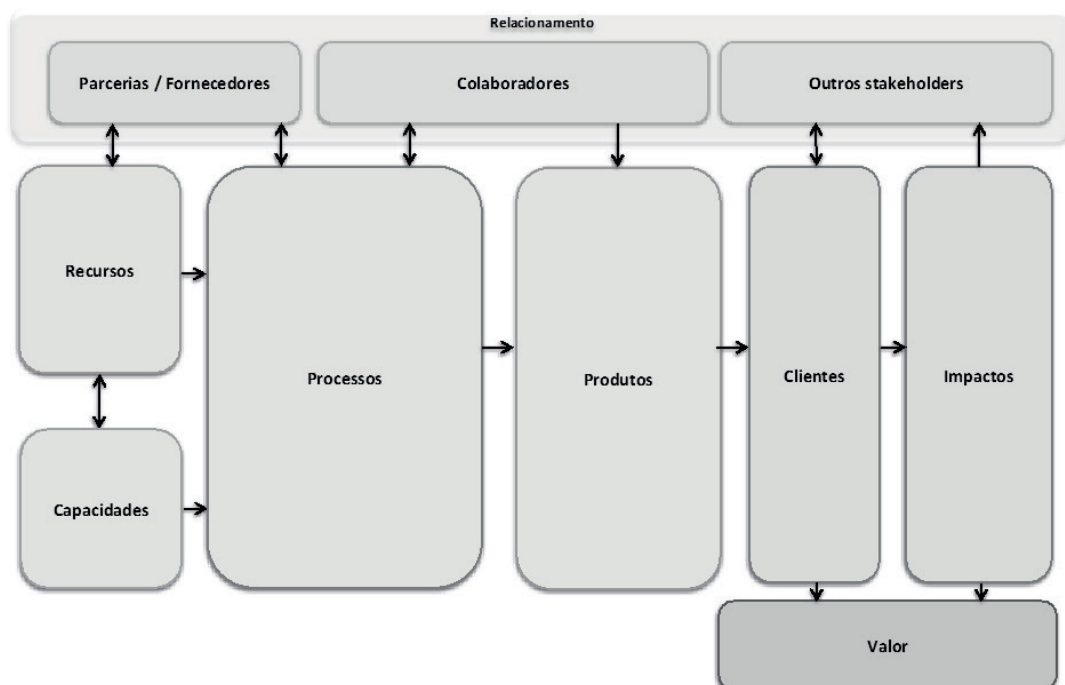 Relacionamento
Parcerias / Fornecedores
Colaboradores
Outros stakeholders
Recursos
Processos
Produtos
Clientes
Impactos
Capacidades
Valor